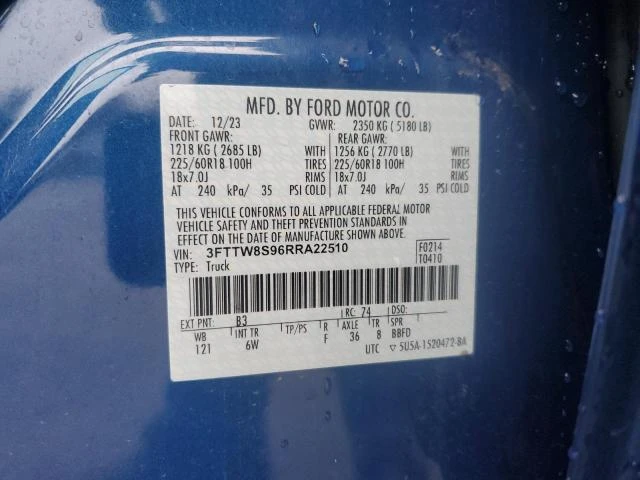 MFD. BY FORD MOTOR CO.
DATE: 12/23 GVWR: 2350 KG ( 5180 LB)
FRONT GAWR: REAR GAWR:
1218 KG ( 2685 LB) WITH 1256 KG ( 2770 LB) WITH
225/60R18 100H TIRES 225/60R18 100H TIRES
18x7.0J RIMS 18x7.0J RIMS
AT 240 kPa/ 35 PSI COLD AT 240 kPa/ 35 PSI COLD
THIS VEHICLE CONFORMS TO ALL APPLICABLE FEDERAL MOTOR
VEHICLE SAFETY AND THEFT PREVENTION STANDARDS IN
EFFECT ON THE DATE OF MANUFACTURE SHOWN ABOVE.
VIN: 3FTTW8S96RRA22510 F0214
TYPE: Truck T0410
EXT PNT: B3 RC: 74 DSO:
WB INT TR TP/PS R AXLE TR SPR
121 6W F 36 8 BBFD
UTC ▽ 5U5A-1520472-BA